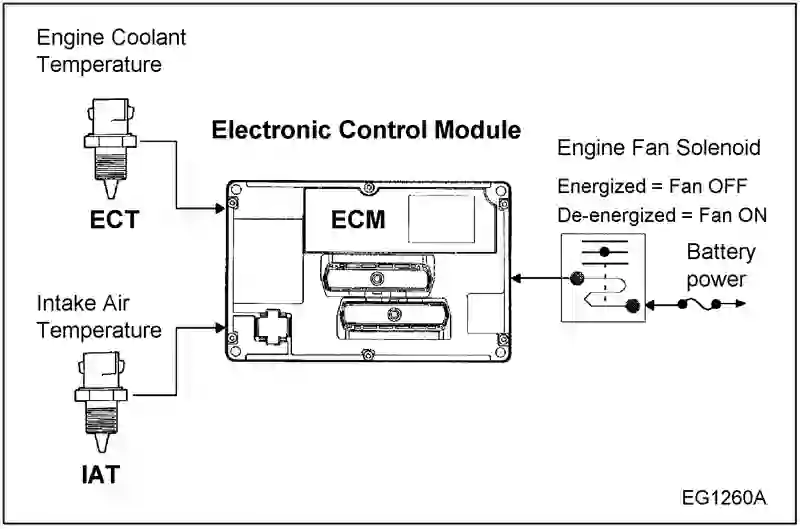 Engine Coolant
Temperature
ECT
Electronic Control Module
ECM
Engine Fan Solenoid
Energized = Fan OFF
De-energized = Fan ON
Battery
power
Intake Air
Temperature
IAT
EG1260A